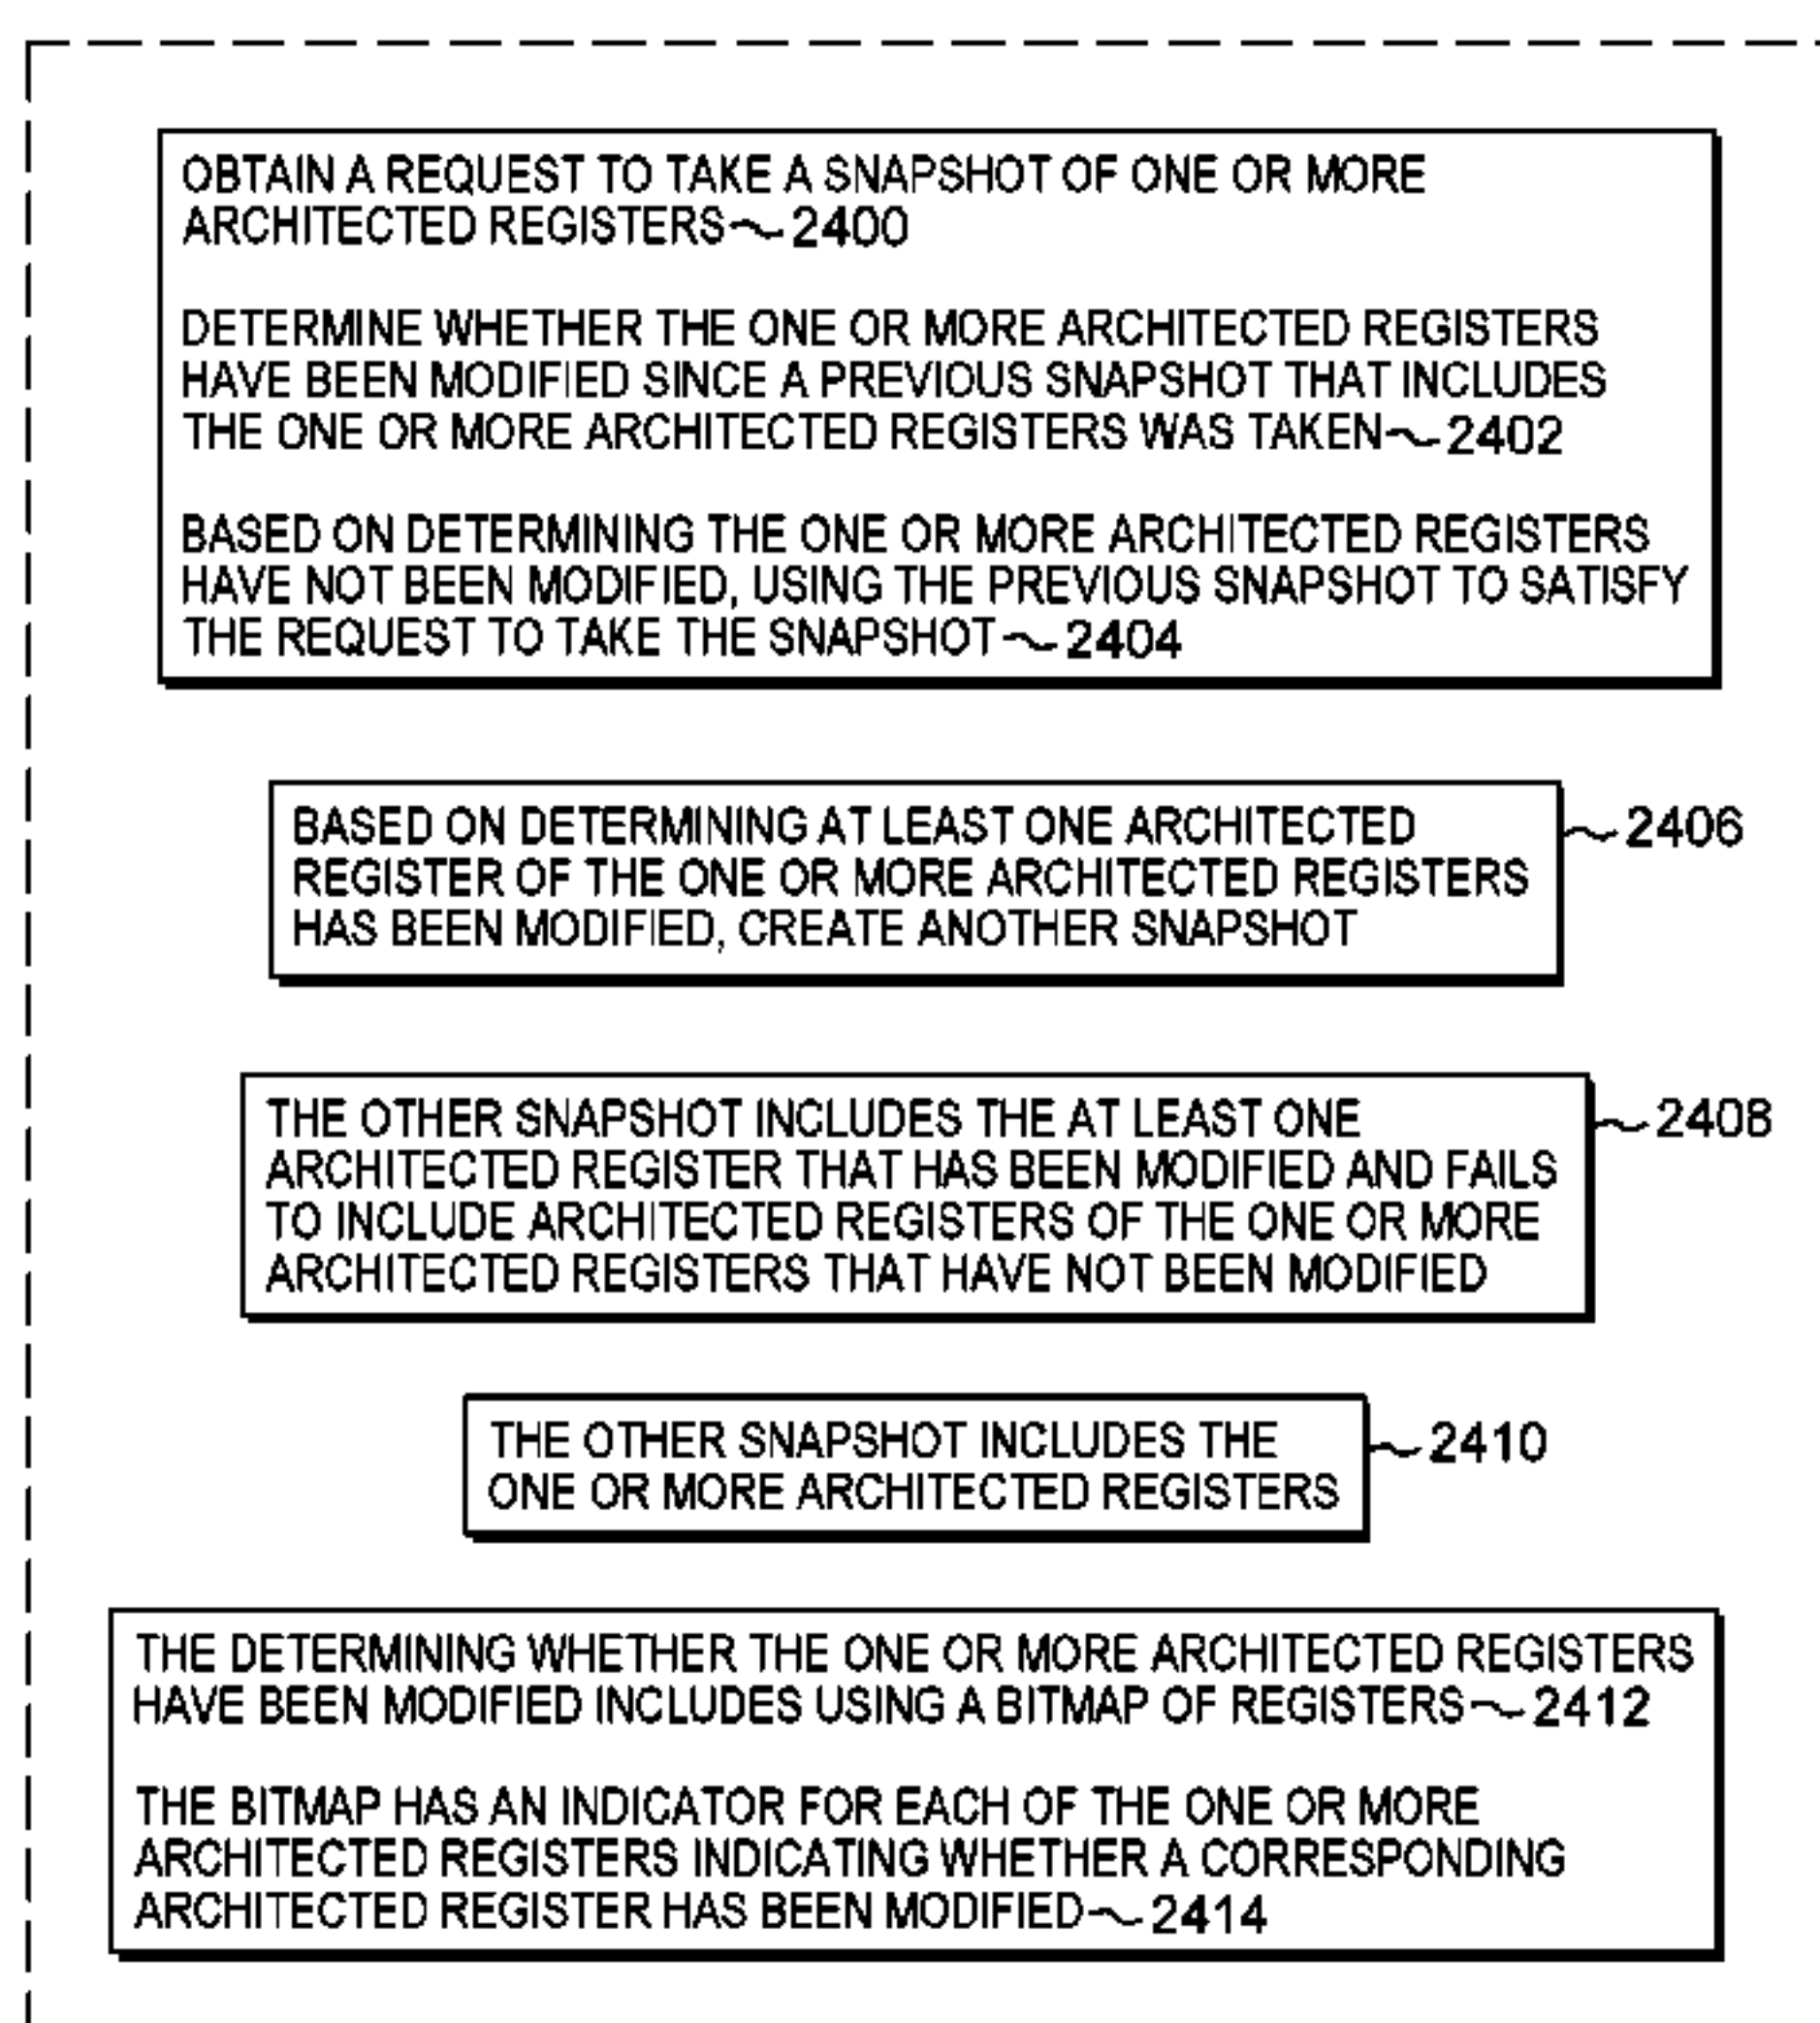 OBTAIN A REQUEST TO TAKE A SNAPSHOT OF ONE OR MORE
ARCHITECTED REGISTERS~2400
DETERMINE WHETHER THE ONE OR MORE ARCHITECTED REGISTERS
HAVE BEEN MODIFIED SINCE A PREVIOUS SNAPSHOT THAT INCLUDES
THE ONE OR MORE ARCHITECTED REGISTERS WAS TAKEN~2402
BASED ON DETERMINING THE ONE OR MORE ARCHITECTED REGISTERS
HAVE NOT BEEN MODIFIED, USING THE PREVIOUS SNAPSHOT TO SATISFY
THE REQUEST TO TAKE THE SNAPSHOT~2404
BASED ON DETERMINING AT LEAST ONE ARCHITECTED
REGISTER OF THE ONE OR MORE ARCHITECTED REGISTERS
HAS BEEN MODIFIED, CREATE ANOTHER SNAPSHOT
~2406
THE OTHER SNAPSHOT INCLUDES THE AT LEAST ONE
ARCHITECTED REGISTER THAT HAS BEEN MODIFIED AND FAILS
TO INCLUDE ARCHITECTED REGISTERS OF THE ONE OR MORE
ARCHITECTED REGISTERS THAT HAVE NOT BEEN MODIFIED
~2408
THE OTHER SNAPSHOT INCLUDES THE
ONE OR MORE ARCHITECTED REGISTERS
~2410
THE DETERMINING WHETHER THE ONE OR MORE ARCHITECTED REGISTERS
HAVE BEEN MODIFIED INCLUDES USING A BITMAP OF REGISTERS~2412
THE BITMAP HAS AN INDICATOR FOR EACH OF THE ONE OR MORE
ARCHITECTED REGISTERS INDICATING WHETHER A CORRESPONDING
ARCHITECTED REGISTER HAS BEEN MODIFIED~2414